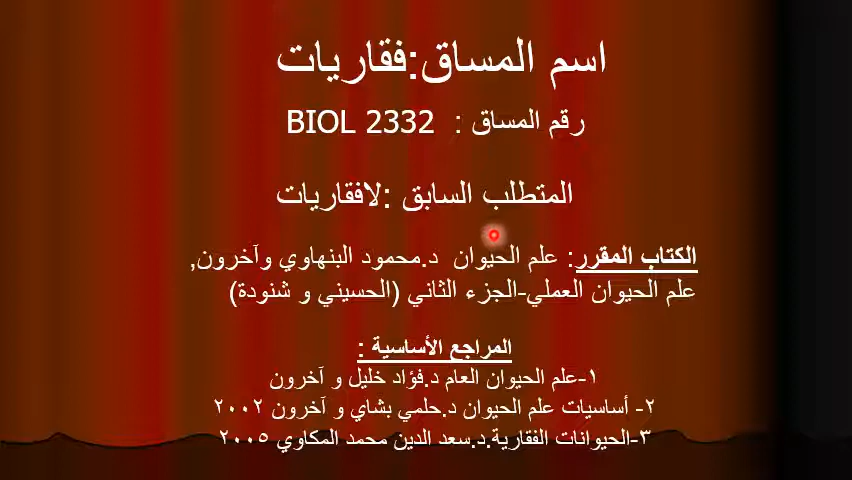 اسم المساق:فقاريات
رقم المساق : BIOL 2332
المتطلب السابق :لافقاريات
الكتاب المقرر: علم الحيوان د.محمود البنهاوي وآخرون,
علم الحيوان العملي-الجزء الثاني (الحسيني و شنودة)
المراجع الأساسية :
١-علم الحيوان العام د.فؤاد خليل و آخرون
٢- أساسيات علم الحيوان د.حلمي بشاي و آخرون ٢٠٠٢
٣-الحيوانات الفقارية.د.سعد الدين محمد المكاوي ٢٠٠٥